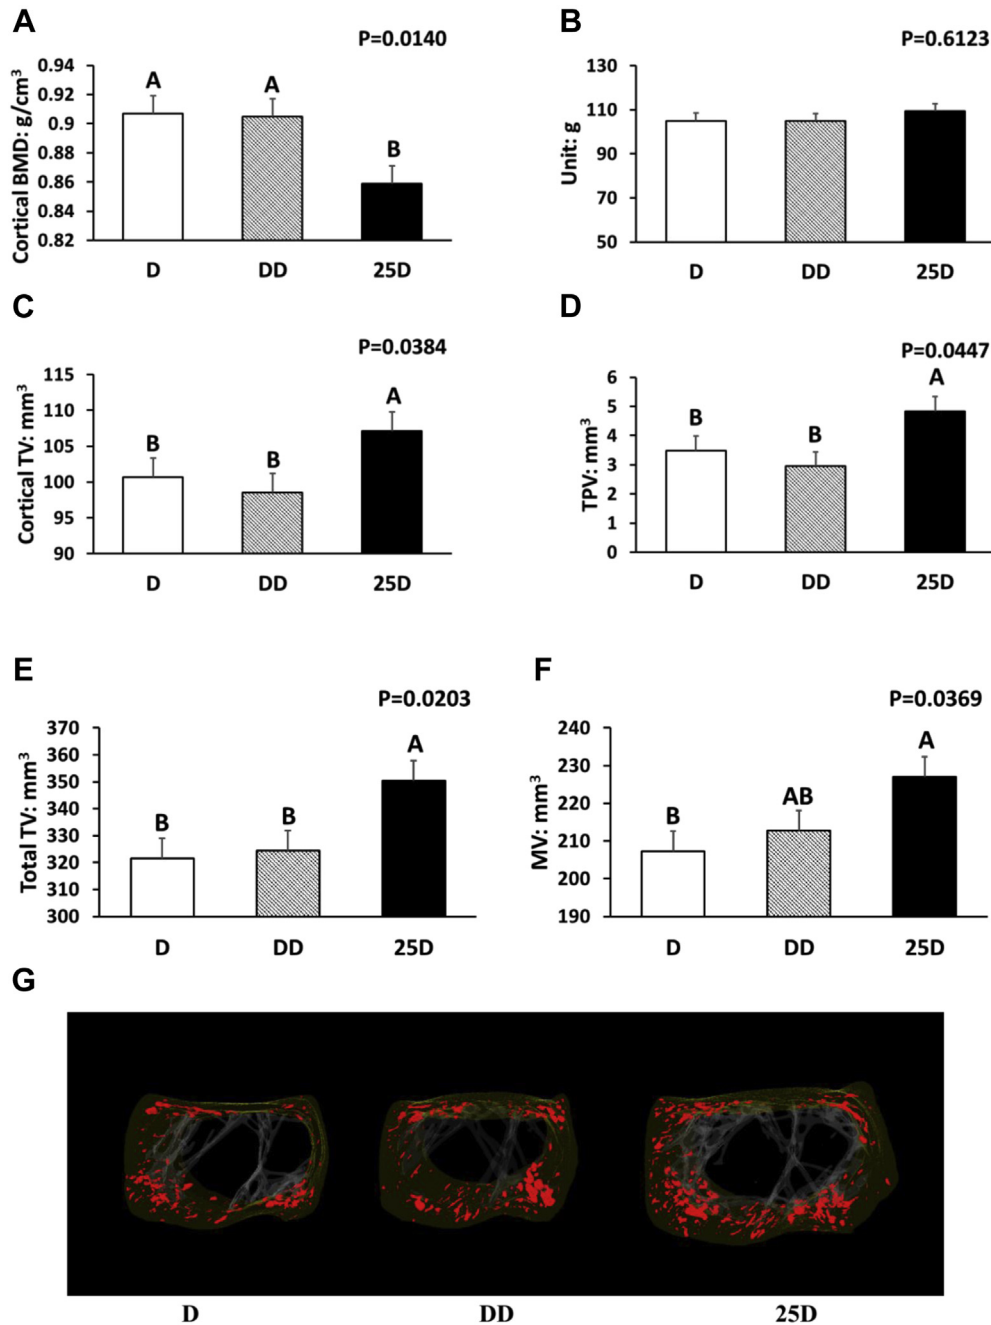 A
P=0.0140
Cortical BMD: g/cm³
0.94
0.92
0.9
0.88
0.86
0.84
0.82
A
A
B
D DD 25D
B
P=0.6123
Unit: g
130
110
90
70
50
D DD 25D
C
P=0.0384
Cortical TV: mm³
115
110
105
100
95
90
B
B
A
D DD 25D
D
P=0.0447
TPV: mm³
6
5
4
3
2
1
0
B
B
A
D DD 25D
E
P=0.0203
Total TV: mm³
370
360
350
340
330
320
310
300
B
B
A
D DD 25D
F
P=0.0369
MV: mm³
240
230
220
210
200
190
B
AB
A
D DD 25D
G
D DD 25D